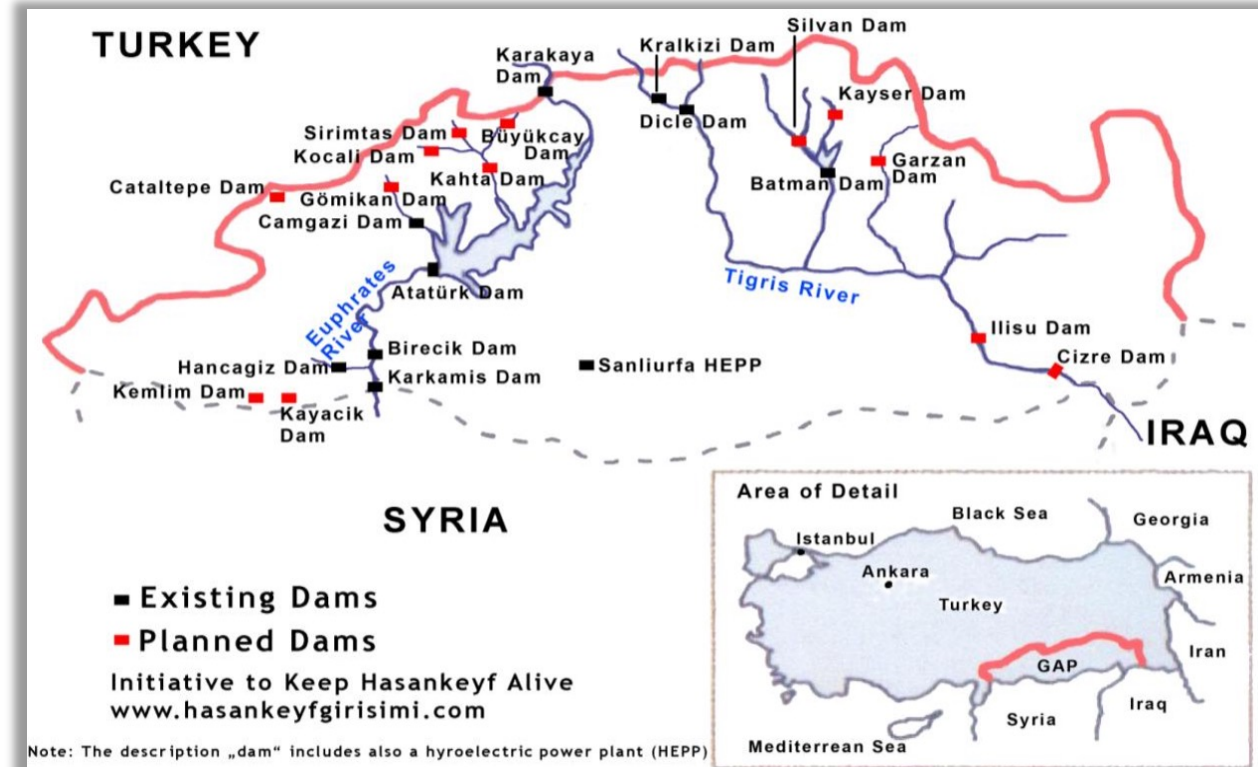 TURKEY
Silvan Dam
Kralkizi Dam
Karakaya
Dam
Kayser Dam
Dicle Dam
Sirimtas Dam
Büyükcay
Dam
Kocali Dam
Kahta Dam
Batman Dam
Garzan
Dam
Cataltepe Dam
Gömikan Dam
Camgazi Dam
Atatürk Dam
Euphrates
River
Tigris River
Ilisu Dam
Birecik Dam
Cizre Dam
Hancagiz Dam
Sanliurfa HEPP
Karkamis Dam
Kemlim Dam
Kayacik
Dam
IRAQ
SYRIA
Area of Detail
Black Sea
Georgia
Istanbul
Ankara
Armenia
Turkey
Iran
GAP
Iraq
Syria
Mediterrean Sea
Existing Dams
Planned Dams
Initiative to Keep Hasankeyf Alive
www.hasankeyfgirisimi.com
Note: The description „dam“ includes also a hyroelectric power plant (HEPP)